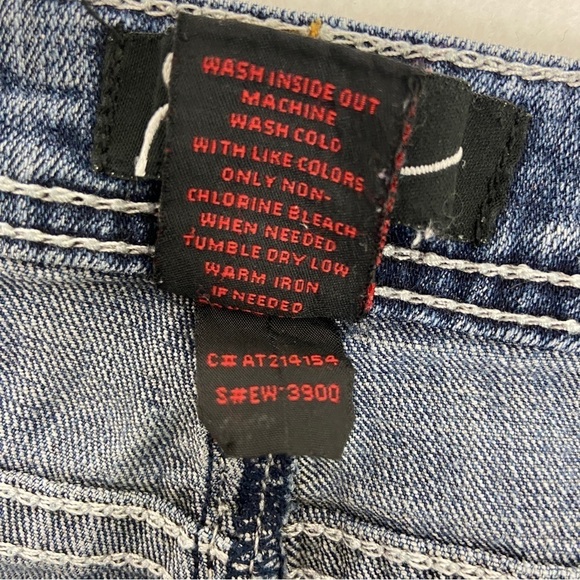 WASH INSIDE OUT
MACHINE
WASH COLD
WITH LIKE COLORS
ONLY NON-
CHLORINE BLEACH
WHEN NEEDED
TUMBLE DRY LOW
WARM IRON
IF NEEDED
C# AT214154
S#EW-3900